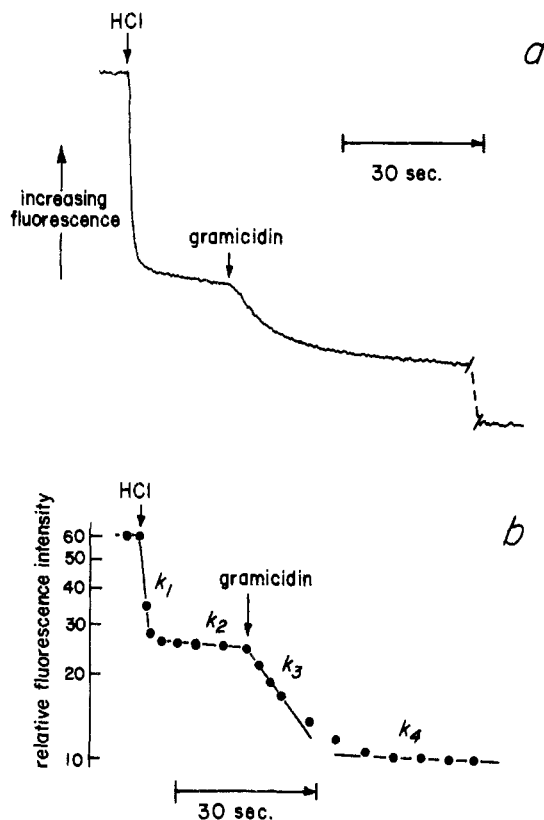 HCl
a
30 sec.
increasing
fluorescence
gramicidin
HCl
b
relative fluorescence intensity
60
50
40
30
20
10
k1
gramicidin
k2
k3
k4
30 sec.